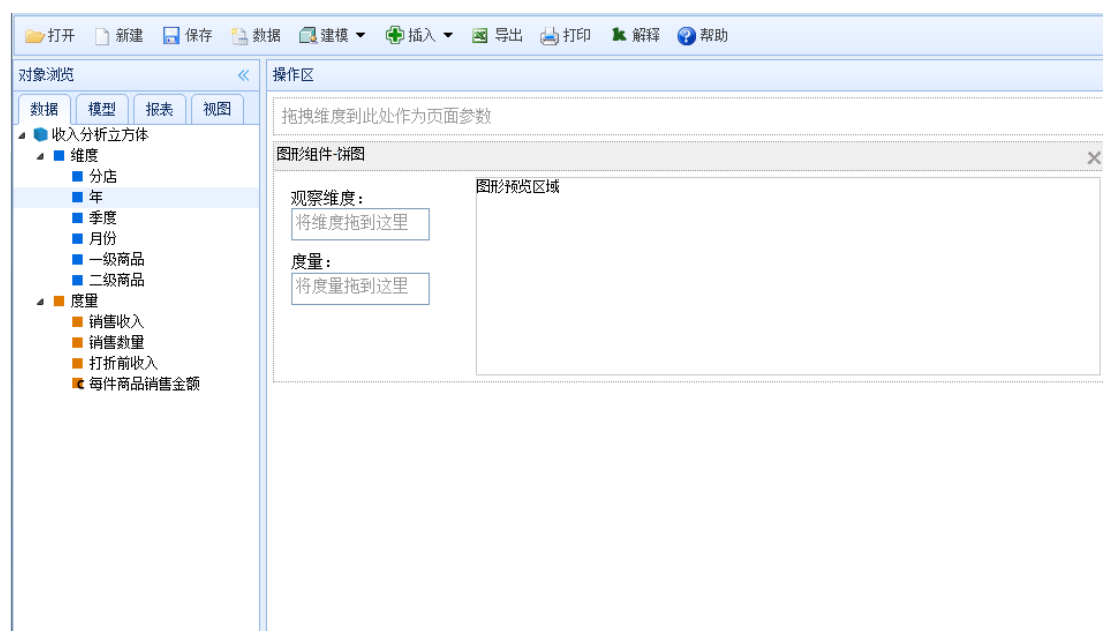 打开 新建 保存 数据 建模 插入 导出 打印 解释 帮助
对象浏览
操作区
数据 模型 报表 视图
拖拽维度到此处作为页面参数
收入分析立方体
维度
分店
年
季度
月份
一级商品
二级商品
度量
销售收入
销售数量
打折前收入
每件商品销售金额
图形组件-饼图
观察维度：
将维度拖到这里
度量：
将度量拖到这里
图形预览区域